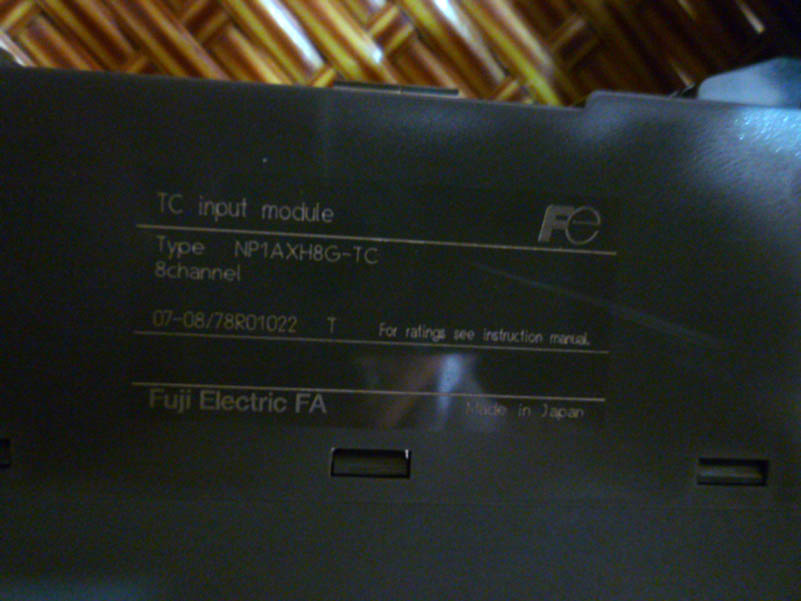 TC input module
Fe
Type NP1AXH8G-TC
8channel
07-08/78R01022 T For ratings see instruction manual.
Fuji Electric FA
Made in Japan